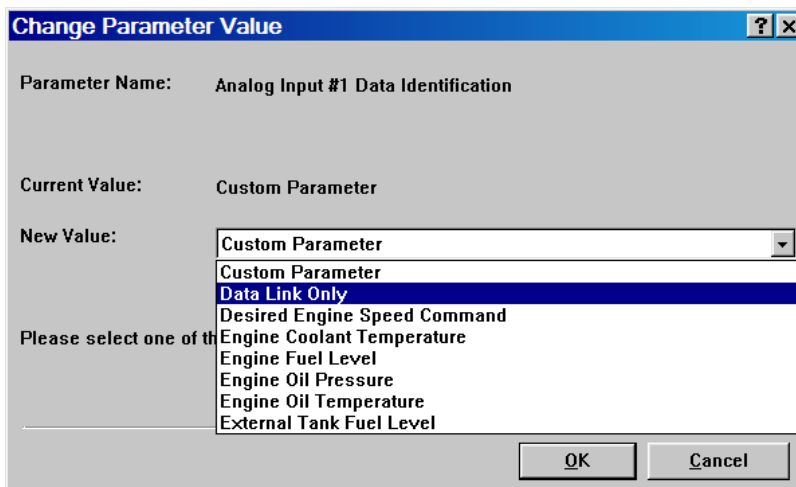 Change Parameter Value
Parameter Name: Analog Input #1 Data Identification
Current Value: Custom Parameter
New Value: Custom Parameter
Custom Parameter
Data Link Only
Desired Engine Speed Command
Please select one of th
Engine Coolant Temperature
Engine Fuel Level
Engine Oil Pressure
Engine Oil Temperature
External Tank Fuel Level
OK Cancel